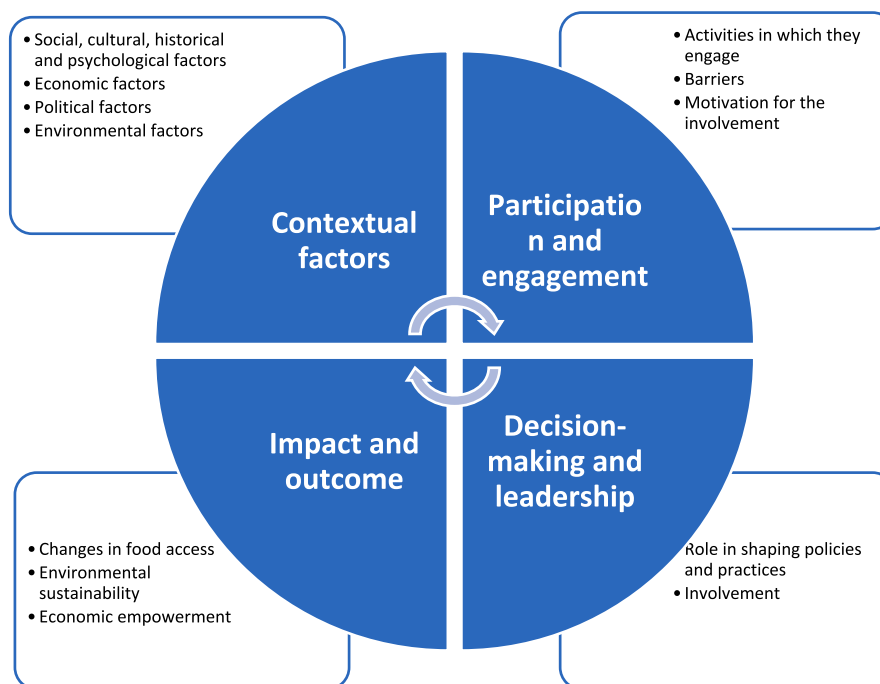 • Social, cultural, historical
and psychological factors
• Economic factors
• Political factors
• Environmental factors
• Activities in which they
engage
• Barriers
• Motivation for the
involvement
Contextual
factors
Participatio
n and
engagement
Impact and
outcome
Decision-
making and
leadership
• Changes in food access
• Environmental
sustainability
• Economic empowerment
• Role in shaping policies
and practices
• Involvement